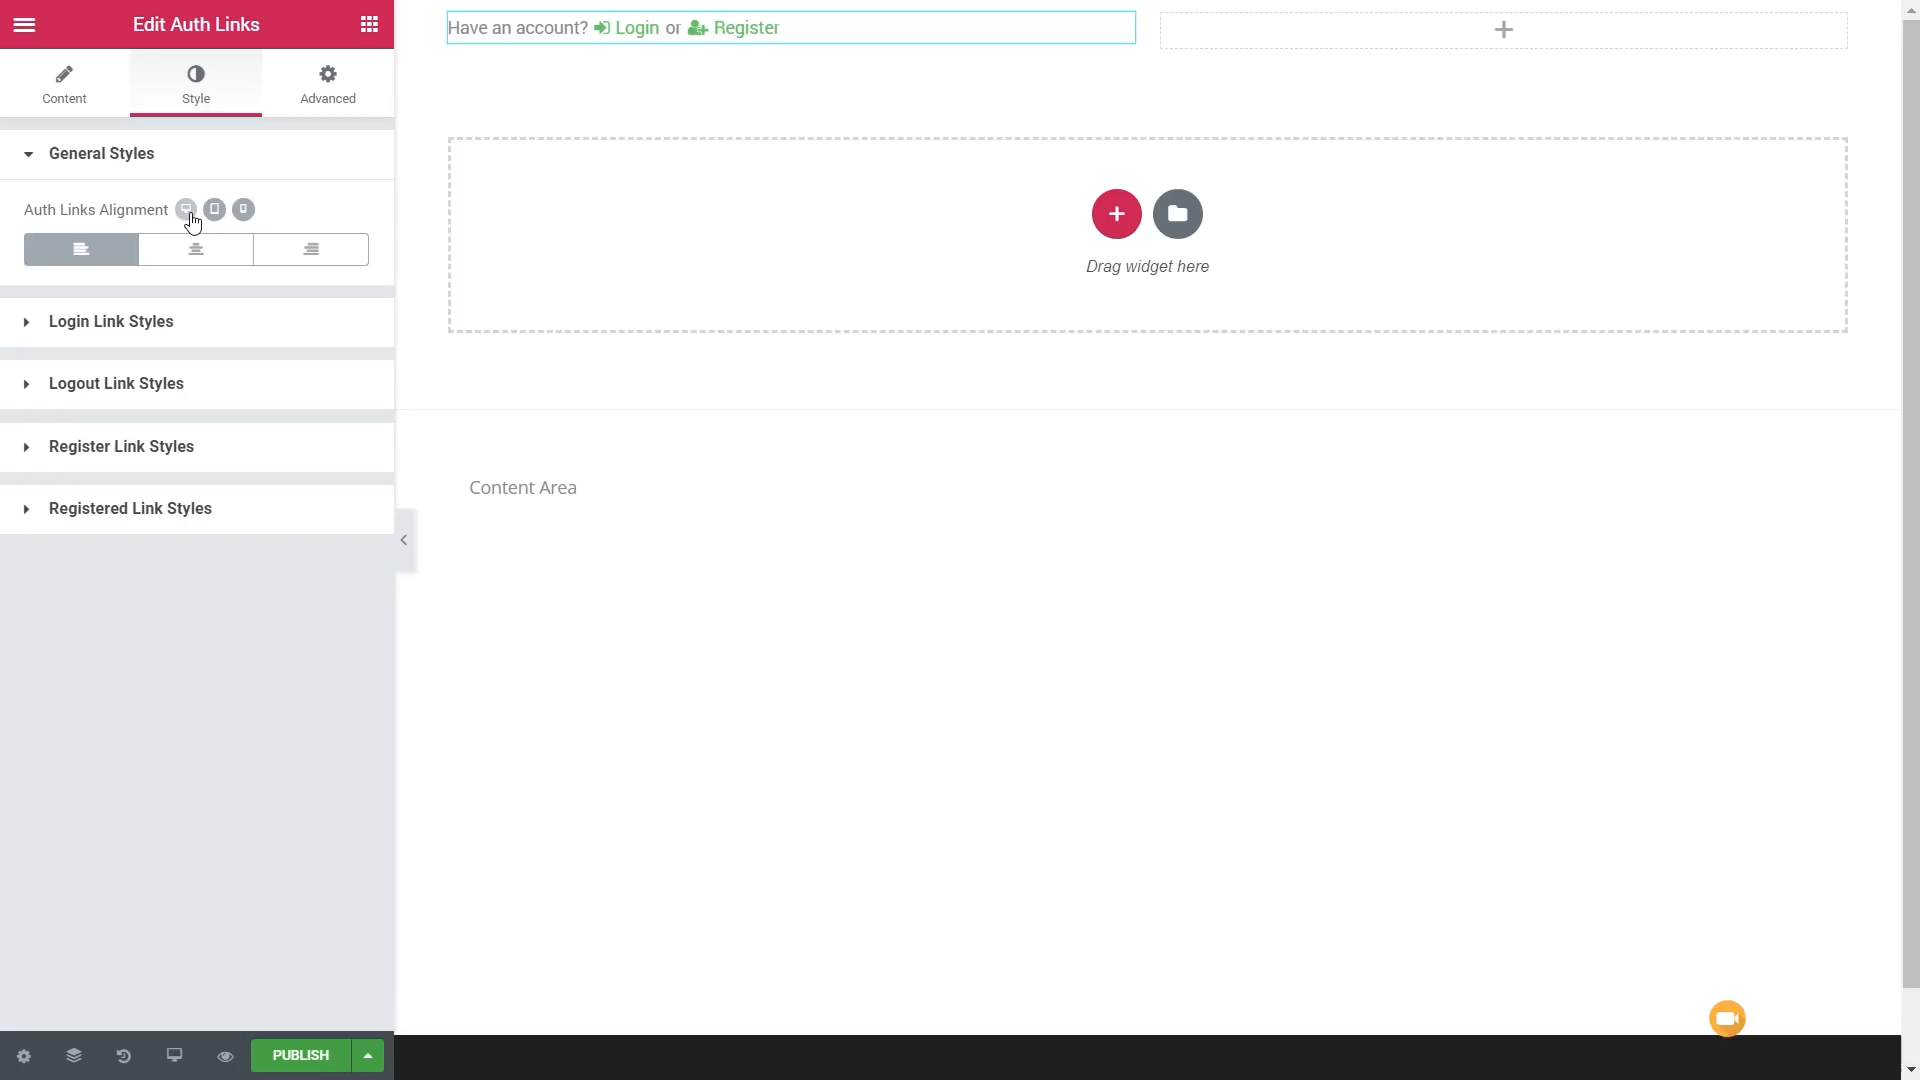 Edit Auth Links
Content
Style
Advanced
General Styles
Auth Links Alignment
Login Link Styles
Logout Link Styles
Register Link Styles
Registered Link Styles
PUBLISH
Have an account? Login or Register
Drag widget here
Content Area